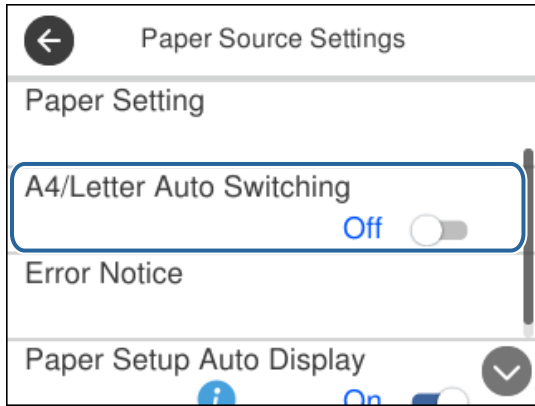 Paper Source Settings
Paper Setting
A4/Letter Auto Switching
Off
Error Notice
Paper Setup Auto Display
i On